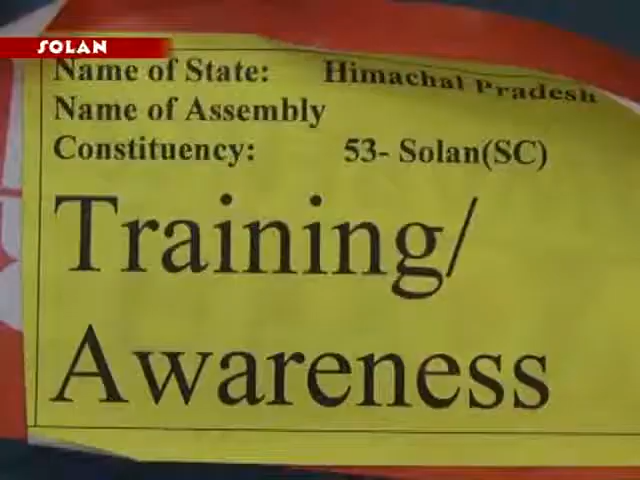 SOLAN
Name of State: Himachal Pradesh
Name of Assembly
Constituency: 53- Solan(SC)
Training/
Awareness